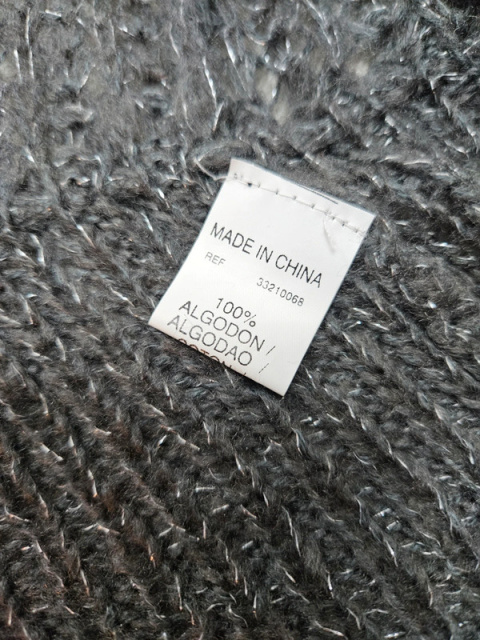 MADE IN CHINA
REF 33210068
100%
ALGODON /
ALGODAO /